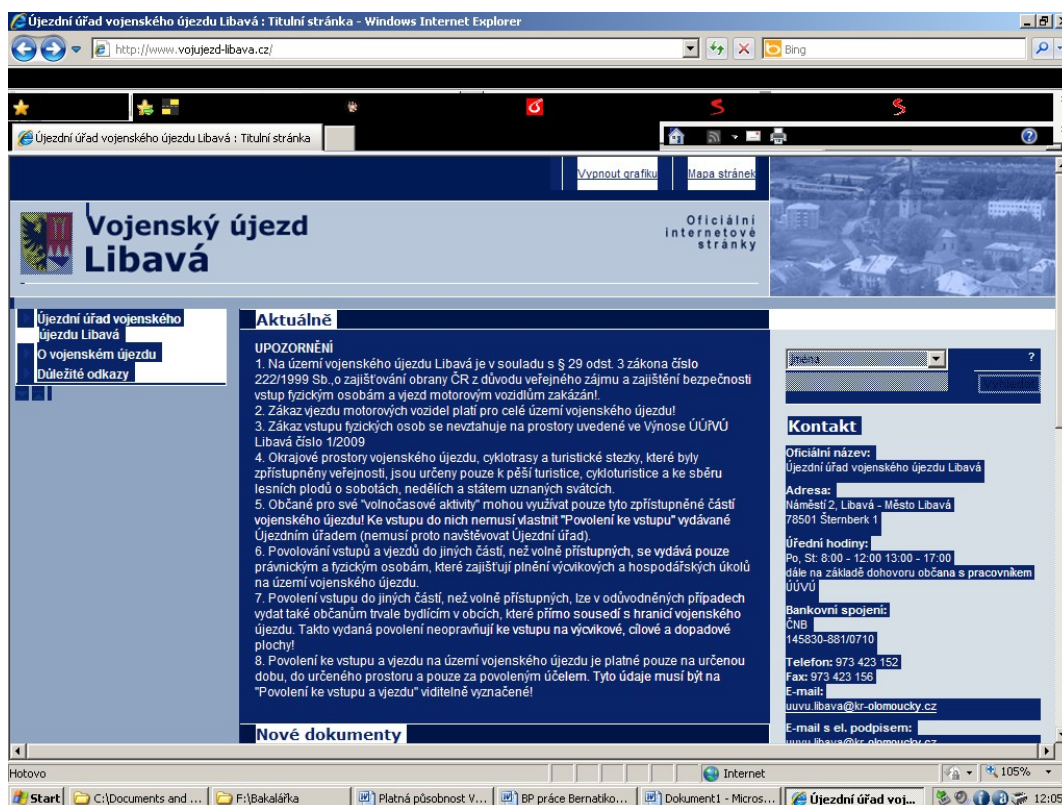 Újezdní úřad vojenského újezdu Libavá : Titulní stránka - Windows Internet Explorer
http://www.vojujezd-libava.cz/
Bing
Újezdní úřad vojenského újezdu Libavá : Titulní stránka
Vypnout grafiku
Mapa stránek
Vojenský újezd
Libavá
Oficiální
internetové
stránky
Újezdní úřad vojenského
újezdu Libavá
O vojenském újezdu
Důležité odkazy
Aktuálně
UPOZORNĚNÍ
1. Na území vojenského újezdu Libavá je v souladu s § 29 odst. 3 zákona číslo
222/1999 Sb.,o zajišťování obrany ČR z důvodu veřejného zájmu a zajištění bezpečnosti
vstup fyzickým osobám a vjezd motorovým vozidlům zakázán!.
2. Zákaz vjezdu motorových vozidel platí pro celé území vojenského újezdu!
3. Zákaz vstupu fyzických osob se nevztahuje na prostory uvedené ve Výnose ÚÚřVÚ
Libavá číslo 1/2009
4. Okrajové prostory vojenského újezdu, cyklotrasy a turistické stezky, které byly
zpřístupněny veřejnosti, jsou určeny pouze k pěší turistice, cykloturistice a ke sběru
lesních plodů o sobotách, nedělích a státem uznaných svátcích.
5. Občané pro své "volnočasové aktivity" mohou využívat pouze tyto zpřístupněné částí
vojenského újezdu! Ke vstupu do nich nemusí vlastnit "Povolení ke vstupu" vydávané
Újezdním úřadem (nemusí proto navštěvovat Újezdní úřad).
6. Povolování vstupů a vjezdů do jiných částí, než volně přístupných, se vydává pouze
právnickým a fyzickým osobám, které zajišťují plnění výcvikových a hospodářských úkolů
na území vojenského újezdu.
7. Povolení vstupu do jiných částí, než volně přístupných, lze v odůvodněných případech
vydat také občanům trvale bydlícím v obcích, které přímo sousedí s hranicí vojenského
újezdu. Takto vydaná povolení neopravňují ke vstupu na výcvikové, cílové a dopadové
plochy!
8. Povolení ke vstupu a vjezdu na území vojenského újezdu je platné pouze na určenou
dobu, do určeného prostoru a pouze za povoleným účelem. Tyto údaje musí být na
"Povolení ke vstupu a vjezdu" viditelně vyznačené!
Nové dokumenty
jména
?
Vyhledat
Kontakt
Oficiální název:
Újezdní úřad vojenského újezdu Libavá
Adresa:
Náměstí 2, Libavá - Město Libavá
78501 Šternberk 1
Úřední hodiny:
Po, St: 8:00 - 12:00 13:00 - 17:00
dále na základě dohovoru občana s pracovníkem
ÚÚVÚ
Bankovní spojení:
ČNB
145830-881/0710
Telefon: 973 423 152
Fax: 973 423 156
E-mail:
uuvu.libava@kr-olomoucky.cz
E-mail s el. podpisem:
uuvu.libava@kr-olomoucky.cz
Hotovo
Internet
105%
Start
C:\Documents and ...
F:\Bakalářka
Platná působnost V...
BP práce Bernatiko...
Dokument1 - Micros...
Újezdní úřad voj...